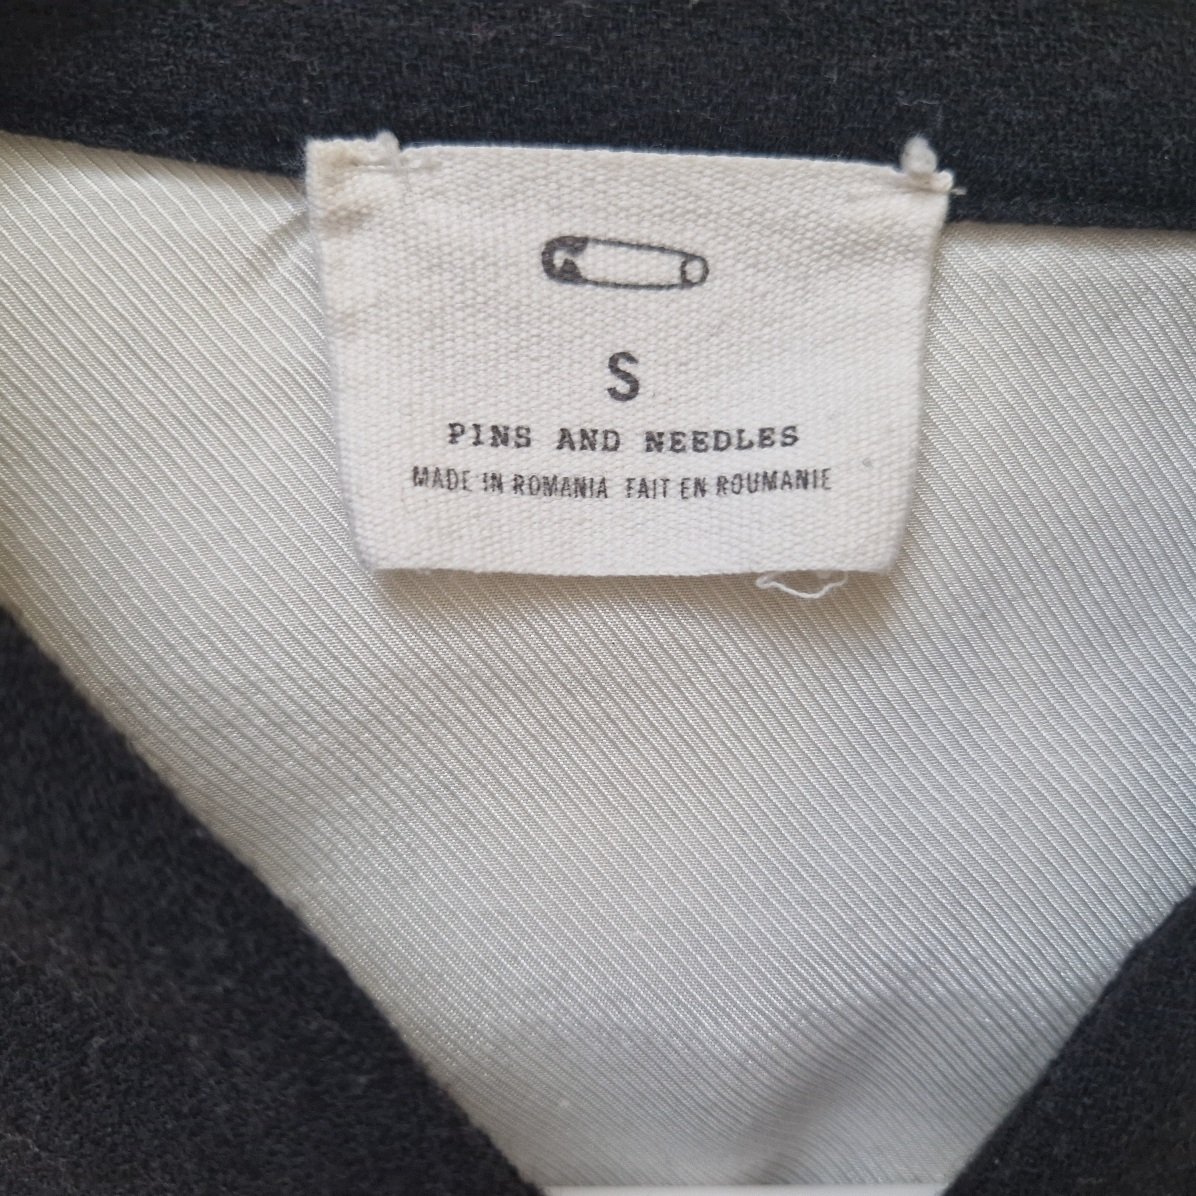 S
PINS AND NEEDLES
MADE IN ROMANIA FAIT EN ROUMANIE